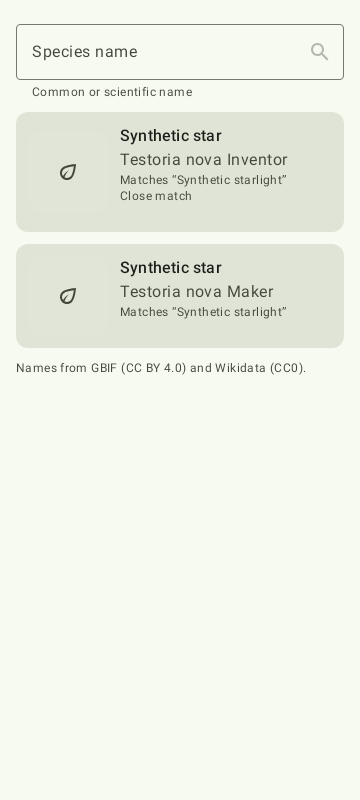 Species name
Common or scientific name
Synthetic star
Testoria nova Inventor
Matches “Synthetic starlight”
Close match
Synthetic star
Testoria nova Maker
Matches “Synthetic starlight”
Names from GBIF (CC BY 4.0) and Wikidata (CC0).